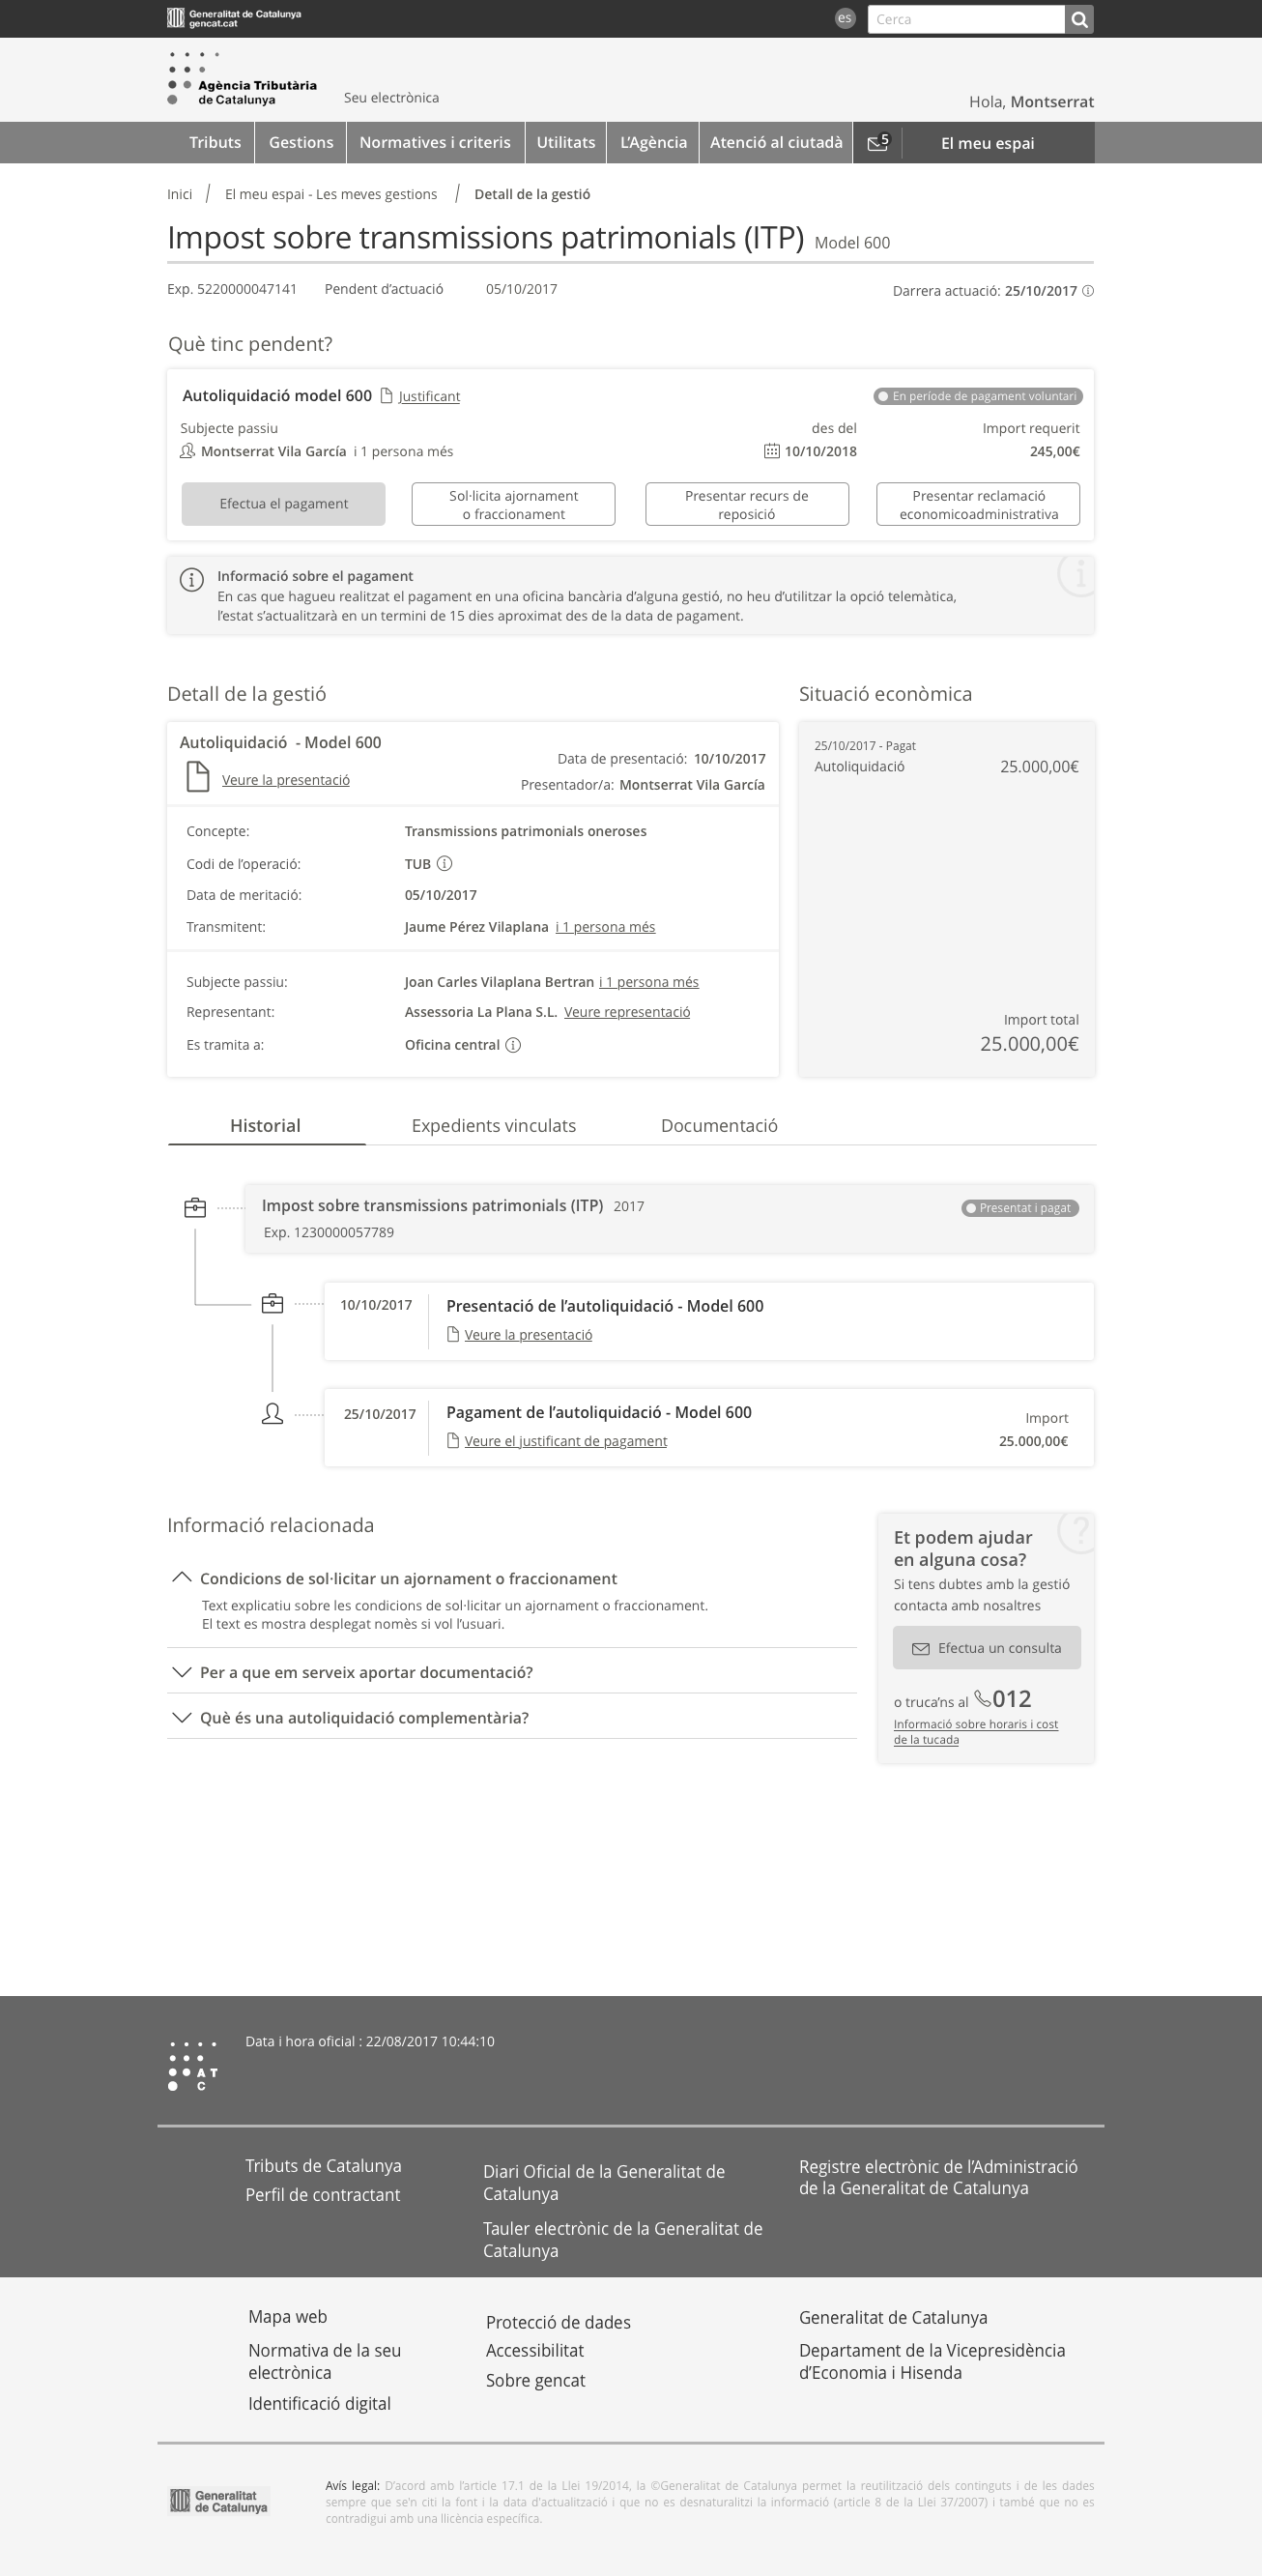 Generalitat de Catalunya
gencat.cat
es
Cerca
Agència Tributària
de Catalunya
Seu electrònica
Hola, Montserrat
Tributs
Gestions
Normatives i criteris
Utilitats
L’Agència
Atenció al ciutadà
5
El meu espai
Inici / El meu espai - Les meves gestions / Detall de la gestió
Impost sobre transmissions patrimonials (ITP) Model 600
Exp. 5220000047141 Pendent d’actuació 05/10/2017
Darrera actuació: 25/10/2017
Què tinc pendent?
Autoliquidació model 600 Justificant
En període de pagament voluntari
Subjecte passiu des del Import requerit
Montserrat Vila García i 1 persona més 10/10/2018 245,00€
Efectua el pagament
Sol·licita ajornament
o fraccionament
Presentar recurs de
reposició
Presentar reclamació
economicoadministrativa
Informació sobre el pagament
En cas que hagueu realitzat el pagament en una oficina bancària d’alguna gestió, no heu d’utilitzar la opció telemàtica,
l’estat s’actualitzarà en un termini de 15 dies aproximat des de la data de pagament.
Detall de la gestió
Autoliquidació - Model 600
Veure la presentació
Data de presentació: 10/10/2017
Presentador/a: Montserrat Vila García
Concepte: Transmissions patrimonials oneroses
Codi de l’operació: TUB
Data de meritació: 05/10/2017
Transmitent: Jaume Pérez Vilaplana i 1 persona més
Subjecte passiu: Joan Carles Vilaplana Bertran i 1 persona més
Representant: Assessoria La Plana S.L. Veure representació
Es tramita a: Oficina central
Situació econòmica
25/10/2017 - Pagat
Autoliquidació 25.000,00€
Import total
25.000,00€
Historial
Expedients vinculats
Documentació
Impost sobre transmissions patrimonials (ITP) 2017
Presentat i pagat
Exp. 1230000057789
10/10/2017
Presentació de l’autoliquidació - Model 600
Veure la presentació
25/10/2017
Pagament de l’autoliquidació - Model 600
Veure el justificant de pagament
Import
25.000,00€
Informació relacionada
Condicions de sol·licitar un ajornament o fraccionament
Text explicatiu sobre les condicions de sol·licitar un ajornament o fraccionament.
El text es mostra desplegat nomès si vol l’usuari.
Per a que em serveix aportar documentació?
Què és una autoliquidació complementària?
Et podem ajudar
en alguna cosa?
Si tens dubtes amb la gestió
contacta amb nosaltres
Efectua un consulta
o truca’ns al 012
Informació sobre horaris i cost
de la tucada
Data i hora oficial : 22/08/2017 10:44:10
A T
C
Tributs de Catalunya
Perfil de contractant
Diari Oficial de la Generalitat de
Catalunya
Tauler electrònic de la Generalitat de
Catalunya
Registre electrònic de l’Administració
de la Generalitat de Catalunya
Mapa web
Normativa de la seu
electrònica
Identificació digital
Protecció de dades
Accessibilitat
Sobre gencat
Generalitat de Catalunya
Departament de la Vicepresidència
d’Economia i Hisenda
Generalitat
de Catalunya
Avís legal: D’acord amb l’article 17.1 de la Llei 19/2014, la ©Generalitat de Catalunya permet la reutilització dels continguts i de les dades
sempre que se'n citi la font i la data d'actualització i que no es desnaturalitzi la informació (article 8 de la Llei 37/2007) i també que no es
contradigui amb una llicència específica.